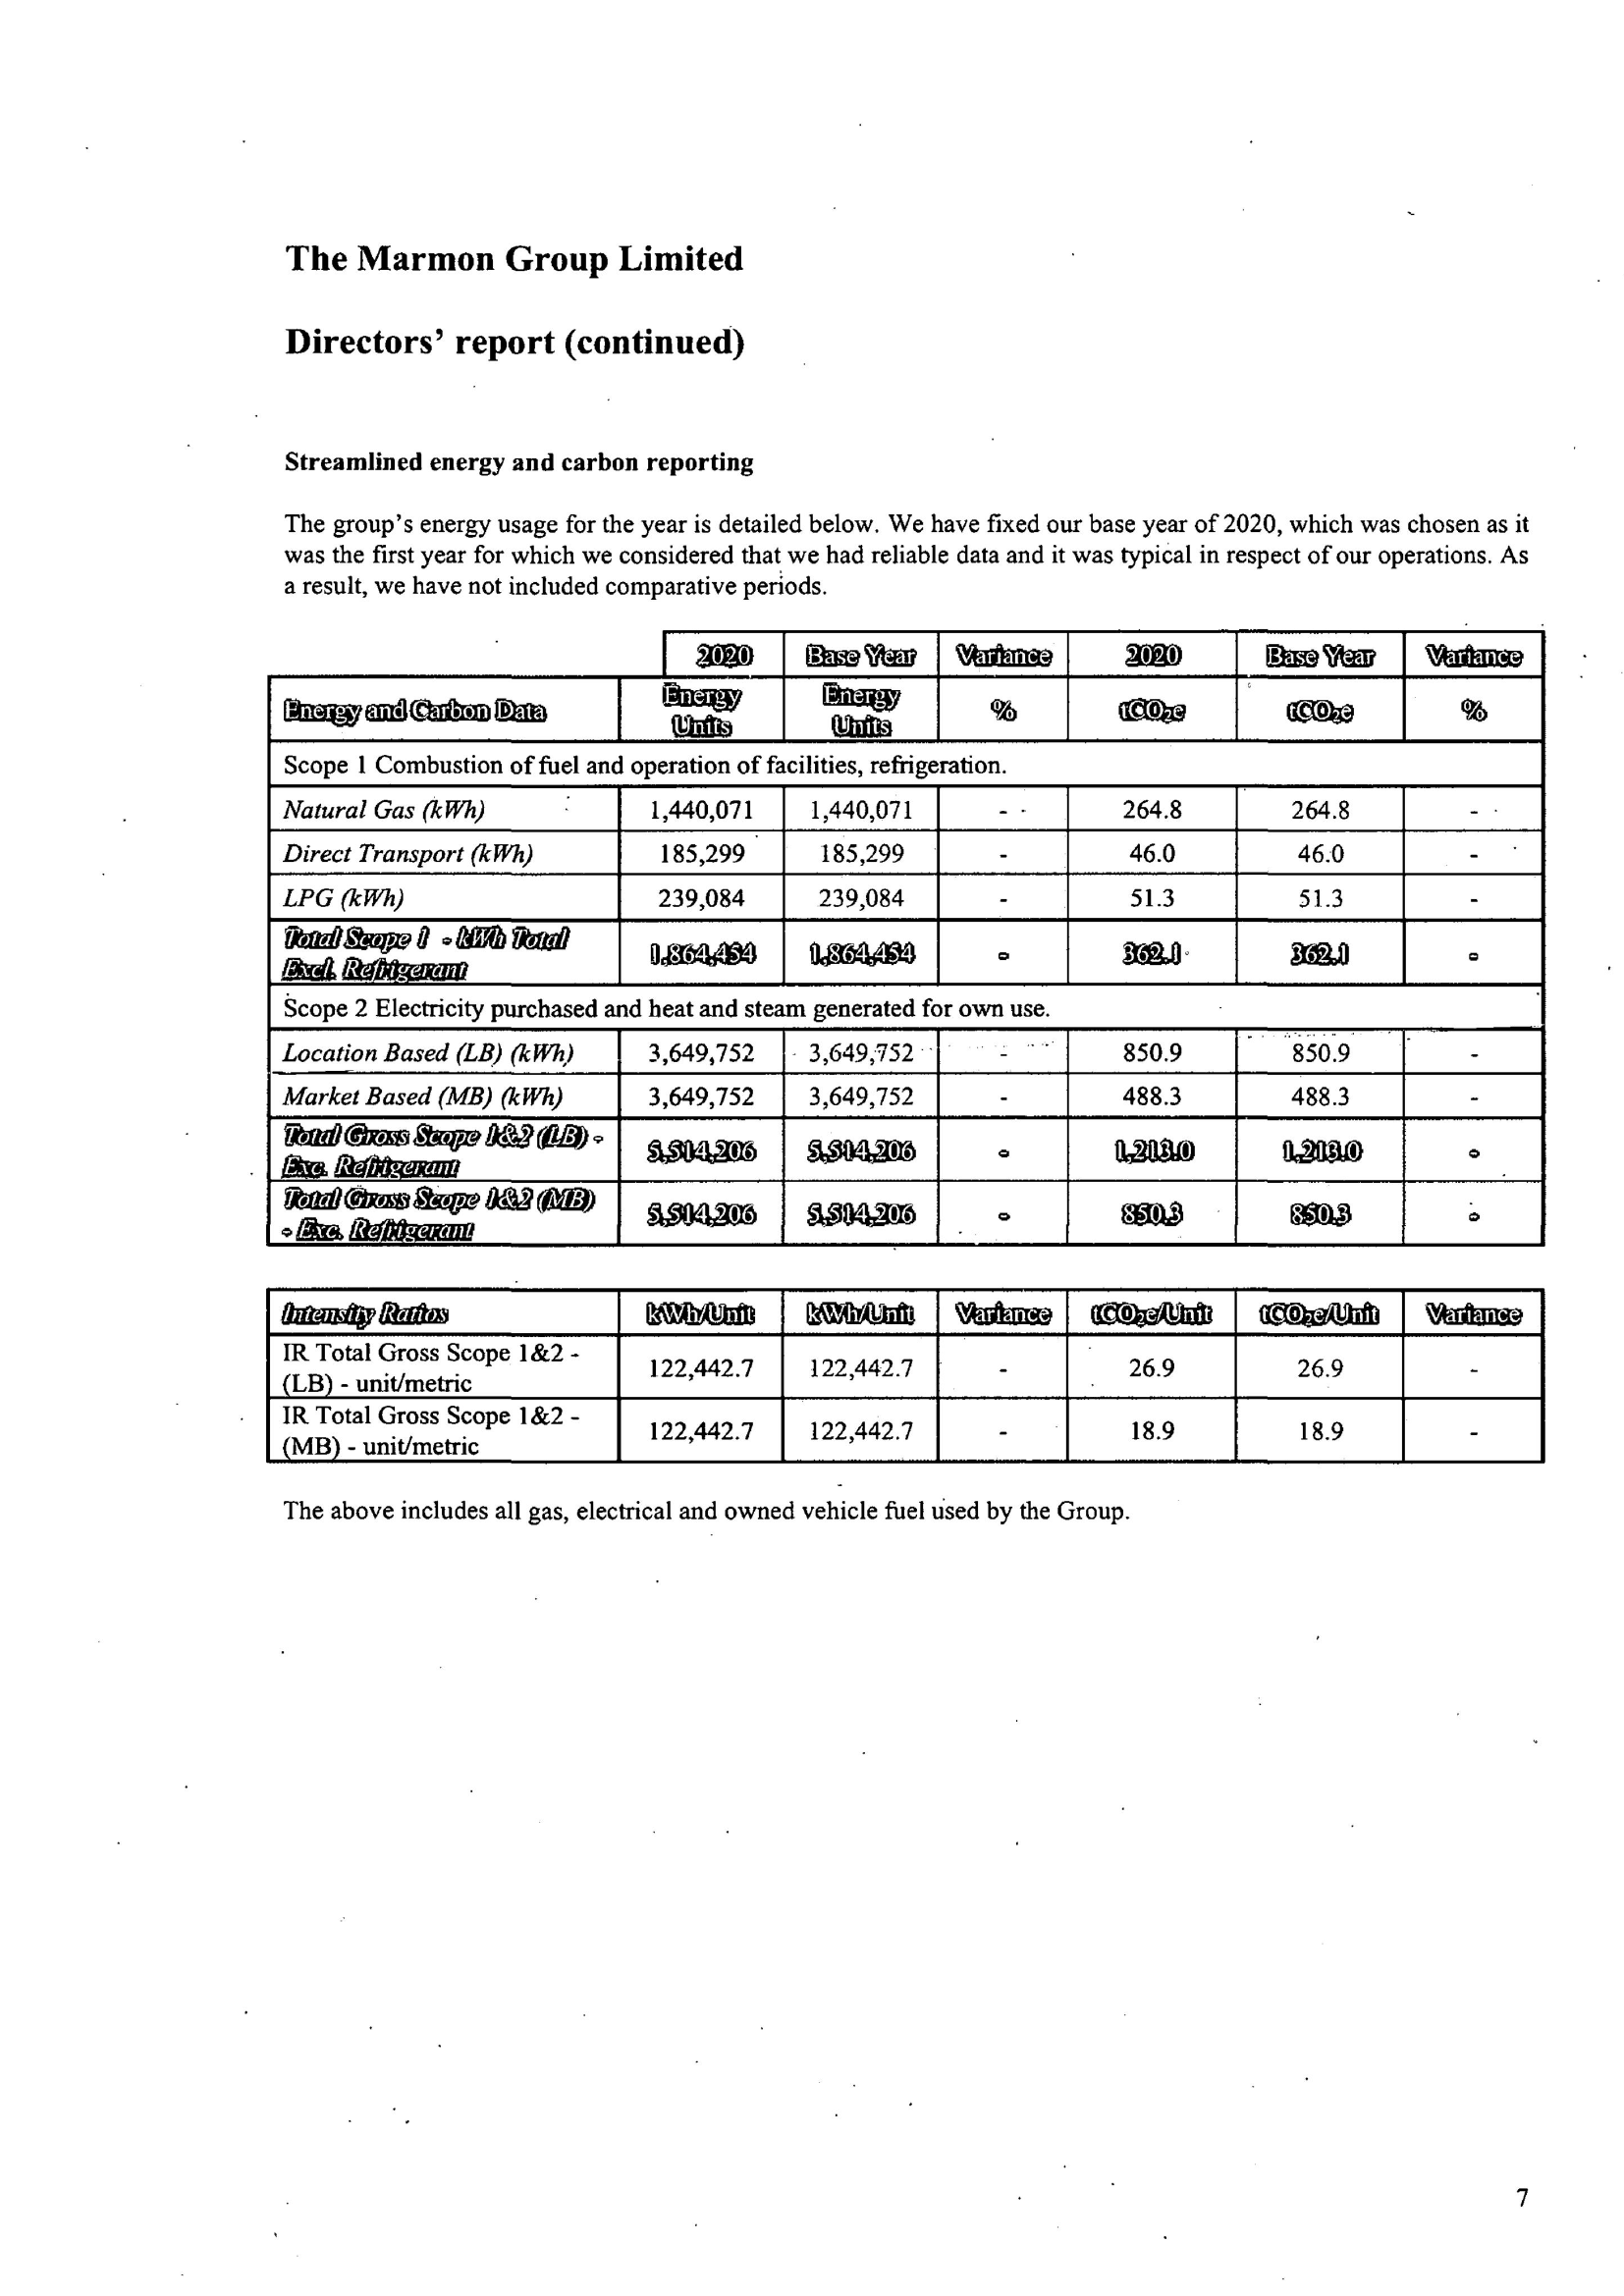 The Marmon Group Limited
Directors' report (continued)
Streamlined energy and carbon reporting
The group's energy usage for the year is detailed below. We have fixed our base year of 2020, which was chosen as it
was the first year for which we considered that we had reliable data and it was typical in respect of our operations. As
a result, we have not included comparative periods.
2020 Base Year Variance 2020 Base Year Variance
Energy and Carbon Data Energy Units Energy Units % tCO₂e tCO₂e %
Scope 1 Combustion of fuel and operation of facilities, refrigeration.
Natural Gas (kWh) 1,440,071 1,440,071 - 264.8 264.8 -
Direct Transport (kWh) 185,299 185,299 - 46.0 46.0 -
LPG (kWh) 239,084 239,084 - 51.3 51.3 -
Total Scope 1 - kWh Total
Excl. Refrigerant 1,864,454 1,864,454 - 362.1 362.1 -
Scope 2 Electricity purchased and heat and steam generated for own use.
Location Based (LB) (kWh) 3,649,752 3,649,752 - 850.9 850.9 -
Market Based (MB) (kWh) 3,649,752 3,649,752 - 488.3 488.3 -
Total Gross Scope 1&2 (LB) -
Exc. Refrigerant 5,514,206 5,514,206 - 1,213.0 1,213.0 -
Total Gross Scope 1&2 (MB)
- Exc. Refrigerant 5,514,206 5,514,206 - 850.3 850.3 -
Intensity Ratios kWh/Unit kWh/Unit Variance tCO₂e/Unit tCO₂e/Unit Variance
IR Total Gross Scope 1&2 -
(LB) - unit/metric 122,442.7 122,442.7 - 26.9 26.9 -
IR Total Gross Scope 1&2 -
(MB) - unit/metric 122,442.7 122,442.7 - 18.9 18.9 -
The above includes all gas, electrical and owned vehicle fuel used by the Group.
7